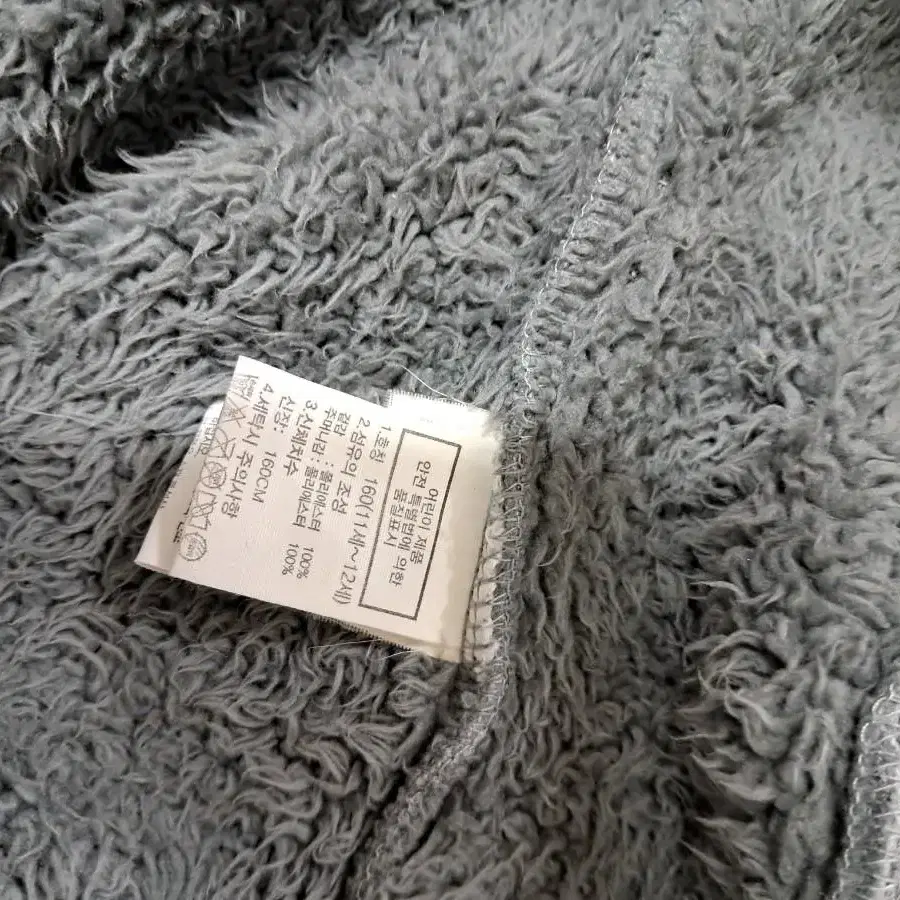 어린이 제품
안전 특별법에 의한
품질표시
1.호칭 160(11세~12세)
2.섬유의 조성
겉감 : 폴리에스터 100%
주머니감 : 폴리에스터 100%
3.신체치수
신장: 160CM
4.세탁시 주의사항